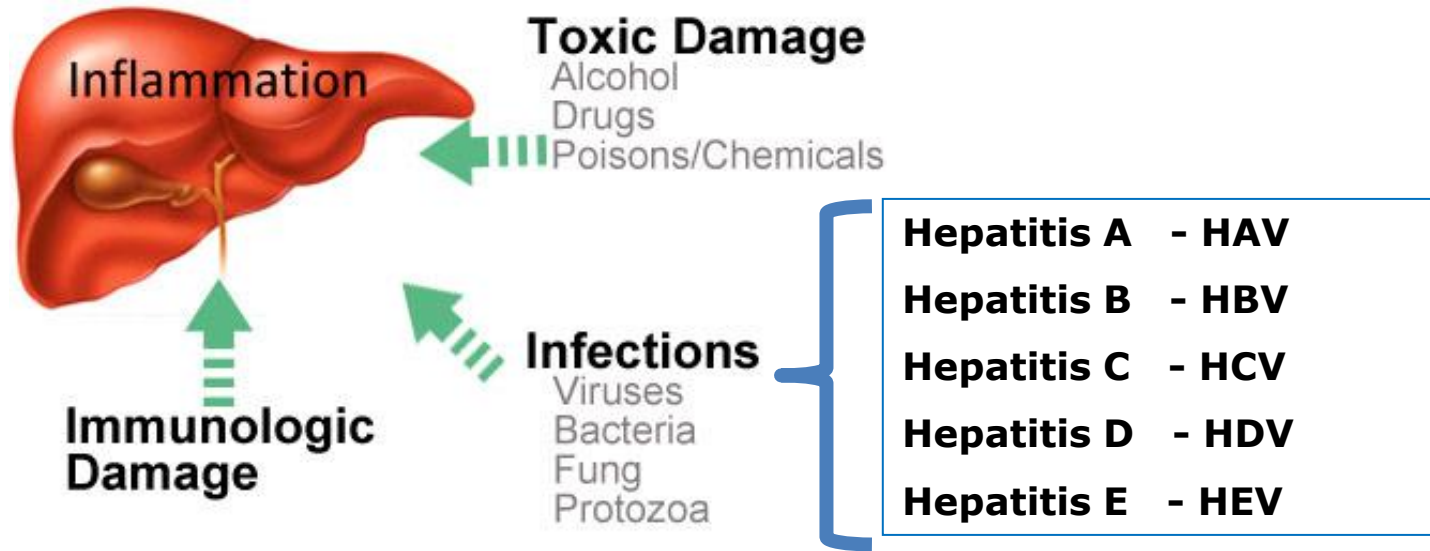 Inflammation
Toxic Damage
Alcohol
Drugs
Poisons/Chemicals
Immunologic
Damage
Infections
Viruses
Bacteria
Fung
Protozoa
Hepatitis A - HAV
Hepatitis B - HBV
Hepatitis C - HCV
Hepatitis D - HDV
Hepatitis E - HEV